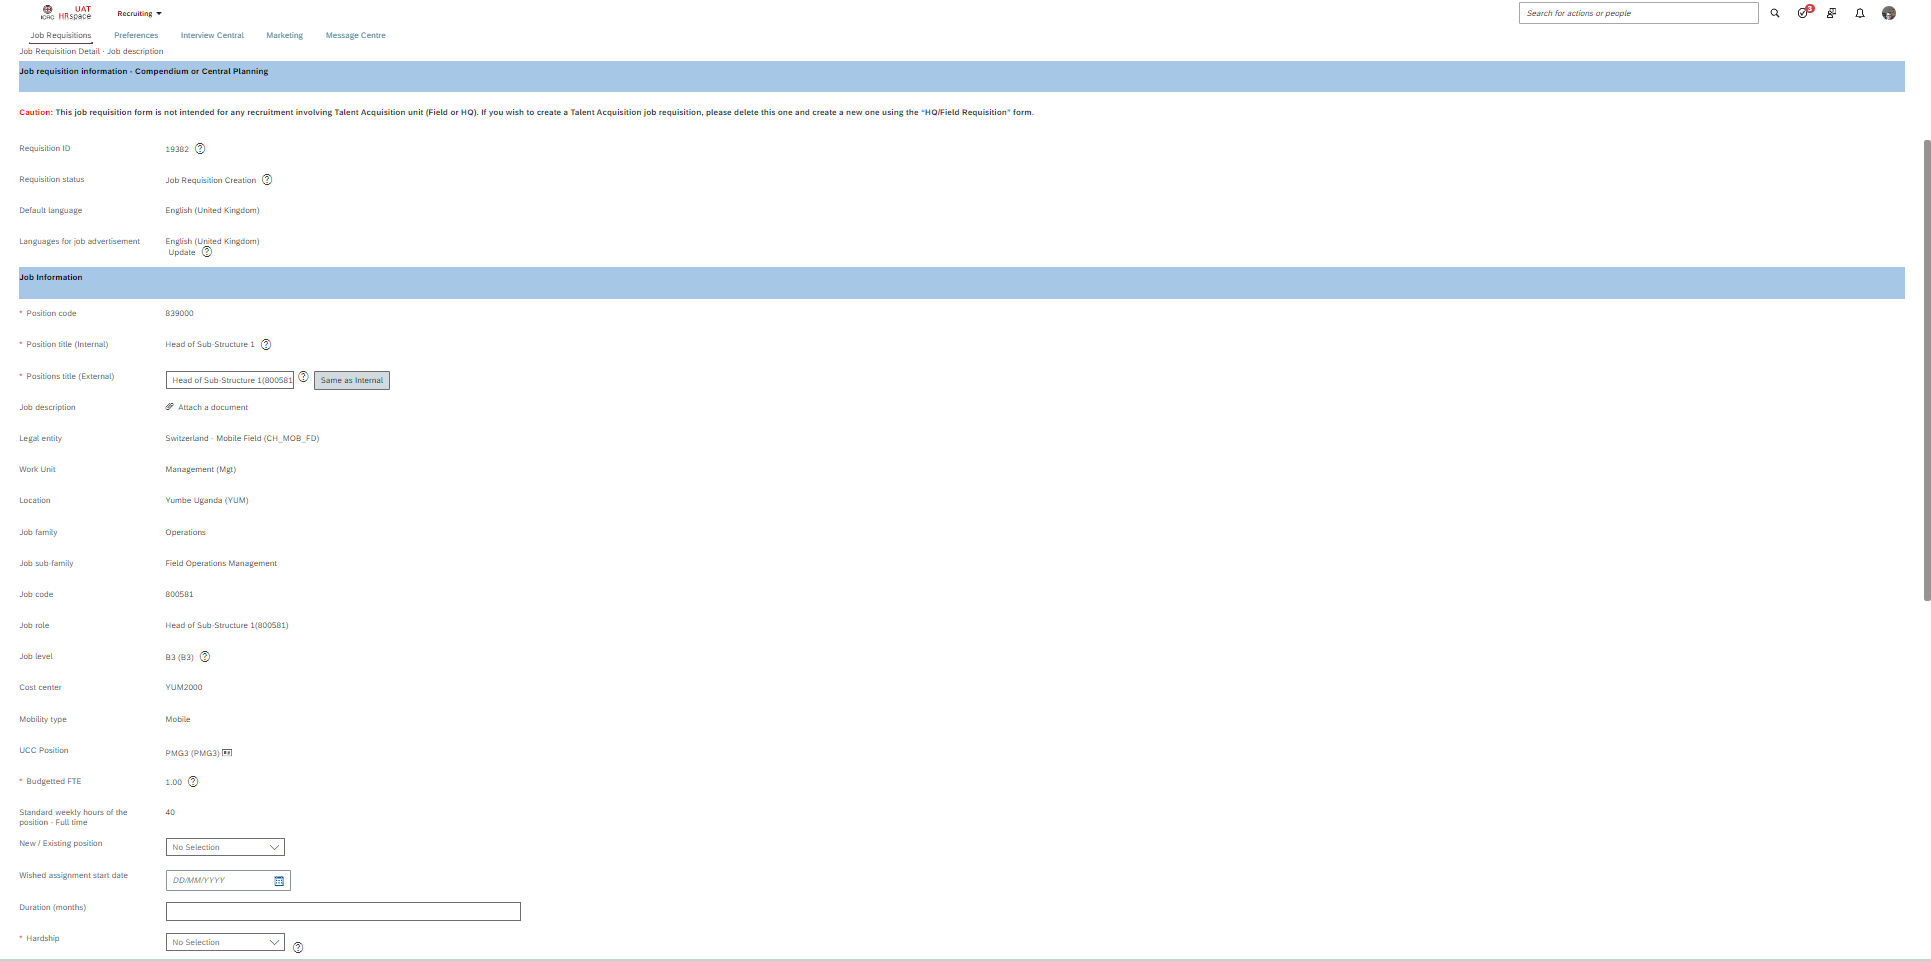 ICRC
UAT
HRspace
Recruiting
Search for actions or people
3
Job Requisitions
Preferences
Interview Central
Marketing
Message Centre
Job Requisition Detail - Job description
Job requisition information - Compendium or Central Planning
Caution: This job requisition form is not intended for any recruitment involving Talent Acquisition unit (Field or HQ). If you wish to create a Talent Acquisition job requisition, please delete this one and create a new one using the "HQ/Field Requisition" form.
Requisition ID
19382
Requisition status
Job Requisition Creation
Default language
English (United Kingdom)
Languages for job advertisement
English (United Kingdom)
Update
Job Information
* Position code
839000
* Position title (Internal)
Head of Sub-Structure 1
* Positions title (External)
Head of Sub-Structure 1(800581
Same as Internal
Job description
Attach a document
Legal entity
Switzerland - Mobile Field (CH_MOB_FD)
Work Unit
Management (Mgt)
Location
Yumbe Uganda (YUM)
Job family
Operations
Job sub-family
Field Operations Management
Job code
800581
Job role
Head of Sub-Structure 1(800581)
Job level
B3 (B3)
Cost center
YUM2000
Mobility type
Mobile
UCC Position
PMG3 (PMG3)
* Budgetted FTE
1.00
Standard weekly hours of the
position - Full time
40
New / Existing position
No Selection
Wished assignment start date
DD/MM/YYYY
Duration (months)
* Hardship
No Selection